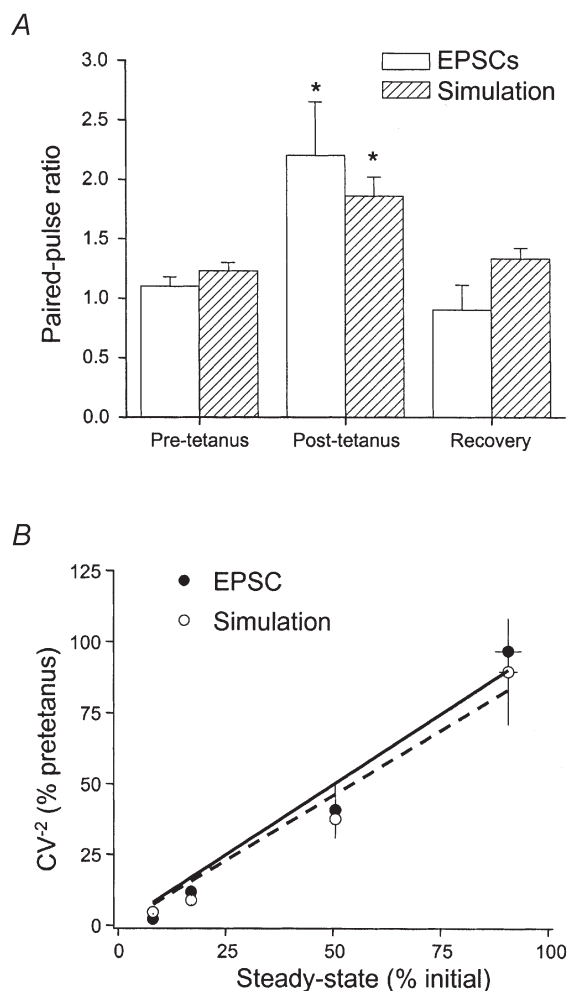 A
3.0
2.5
2.0
1.5
1.0
0.5
0.0
Paired-pulse ratio
EPSCs
Simulation
*
*
Pre-tetanus
Post-tetanus
Recovery
B
125
100
75
50
25
0
CV-2 (% pretetanus)
EPSC
Simulation
0
25
50
75
100
Steady-state (% initial)